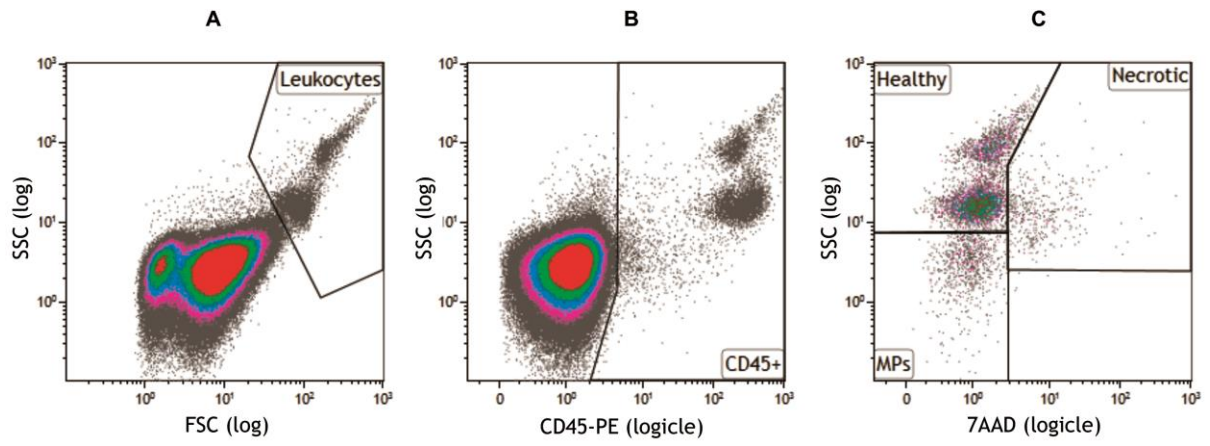 A B C
10³ Leukocytes 10³ 10³ Healthy Necrotic
10² 10² 10²
SSC (log) SSC (log) SSC (log)
10¹ 10¹ 10¹
10⁰ 10⁰ 10⁰
CD45+ MPs
10⁰ 10¹ 10² 10³ 0 10⁰ 10¹ 10² 10³ 0 10⁰ 10¹ 10² 10³
FSC (log) CD45-PE (logicle) 7AAD (logicle)